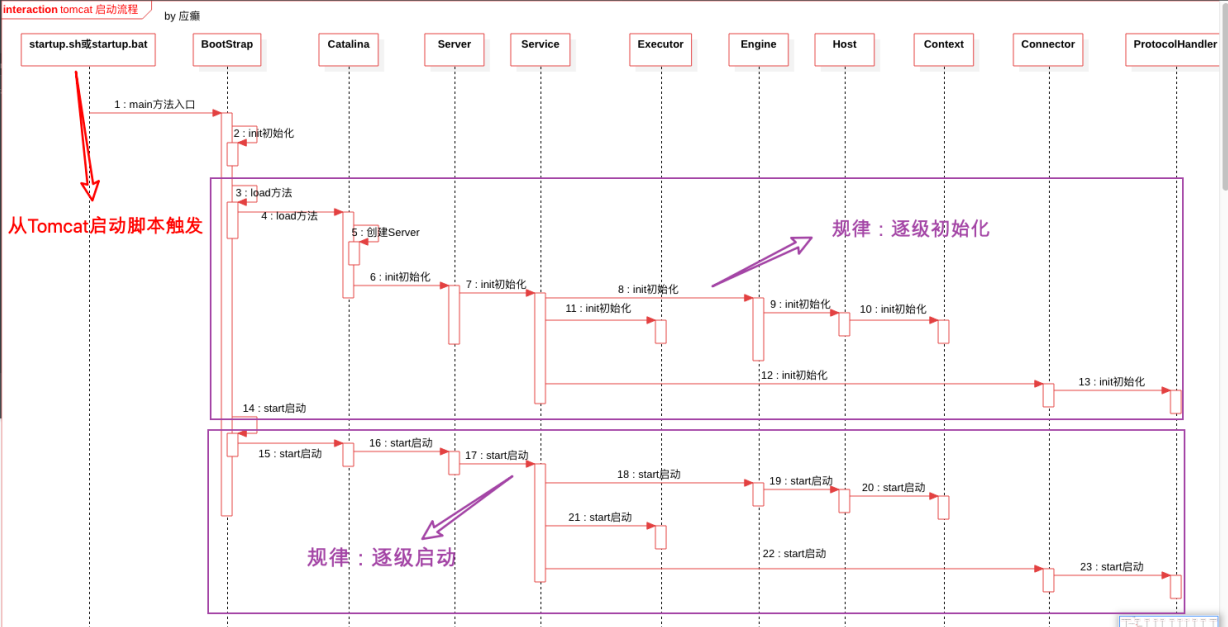 interaction tomcat 启动流程
by 应癫
startup.sh或startup.bat
BootStrap
Catalina
Server
Service
Executor
Engine
Host
Context
Connector
ProtocolHandler
1 : main方法入口
2 : init初始化
3 : load方法
4 : load方法
从Tomcat启动脚本触发
5 : 创建Server
规律：逐级初始化
6 : init初始化
7 : init初始化
8 : init初始化
9 : init初始化
10 : init初始化
11 : init初始化
12 : init初始化
13 : init初始化
14 : start启动
15 : start启动
16 : start启动
17 : start启动
18 : start启动
19 : start启动
20 : start启动
21 : start启动
规律：逐级启动
22 : start启动
23 : start启动